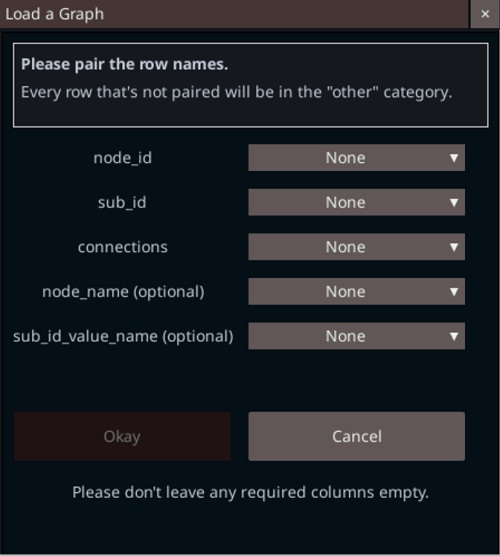 Load a Graph ×
Please pair the row names.
Every row that's not paired will be in the "other" category.
node_id None ▼
sub_id None ▼
connections None ▼
node_name (optional) None ▼
sub_id_value_name (optional) None ▼
Okay Cancel
Please don't leave any required columns empty.